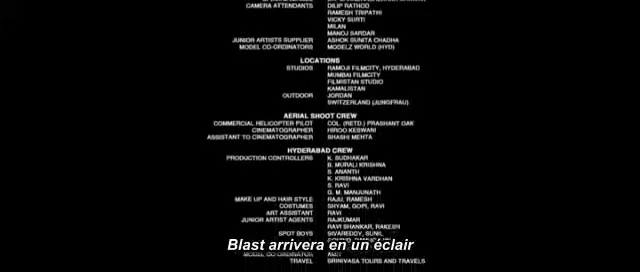 CAMERA ATTENDANTS DILIP RATHOD
RAMESH TRIPATHI
VICKY SURTI
MILAN
MANOJ SARDAR
JUNIOR ARTISTS SUPPLIER ASHOK SUNITA CHADHA
MODEL CO-ORDINATORS MODELZ WORLD (HYD)
LOCATIONS
STUDIOS RAMOJI FILMCITY, HYDERABAD
MUMBAI FILMCITY
FILMISTAN STUDIO
KAMALISTAN
OUTDOOR JORDAN
SWITZERLAND (JUNGFRAU)
AERIAL SHOOT CREW
COMMERCIAL HELICOPTER PILOT COL. (RETD.) PRASHANT OAK
CINEMATOGRAPHER HIROO KESWANI
ASSISTANT TO CINEMATOGRAPHER SHASHI MEHTA
HYDERABAD CREW
PRODUCTION CONTROLLERS K. SUDHAKAR
B. MURALI KRISHNA
S. ANANTH
K. KRISHNA VARDHAN
S. RAVI
G. M. MANJUNATH
MAKE UP AND HAIR STYLE RAJU, RAMESH
COSTUMES SHYAM, GOPI, RAVI
ART ASSISTANT RAVI
JUNIOR ARTIST AGENTS RAJKUMAR
RAVI SHANKAR, RAKESH
SPOT BOYS SIVAREDDY, SUNIL
Blast arrivera en un éclair
MODEL CO-ORDINATOR AMIT
TRAVEL SRINIVASA TOURS AND TRAVELS